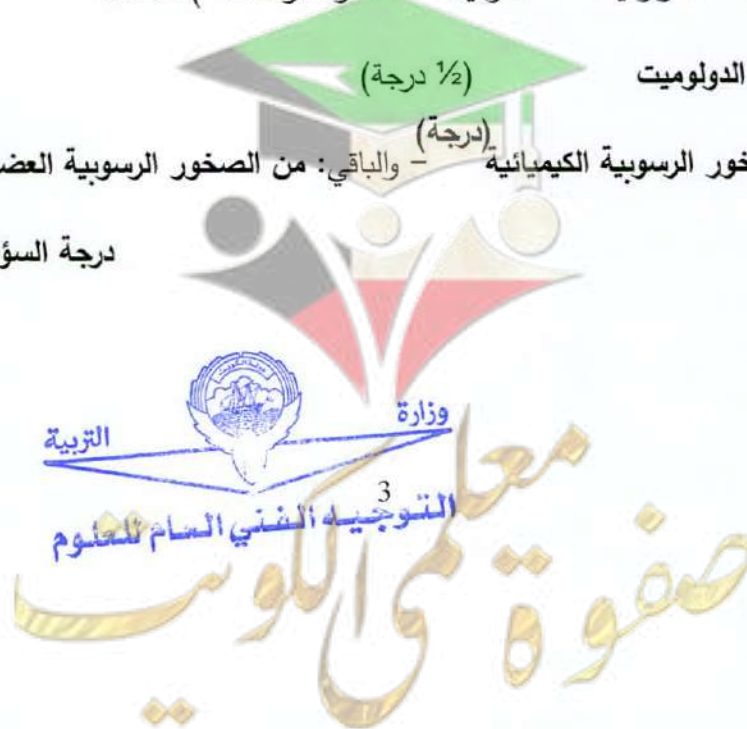 الدولوميت (½ درجة)
خور الرسوبية الكيميائية (درجة) – والباقي: من الصخور الرسوبية العض
درجة السؤ
وزارة
التربية
3
التوجيه الفني العام للعلوم
صفوة معلمى الكويت